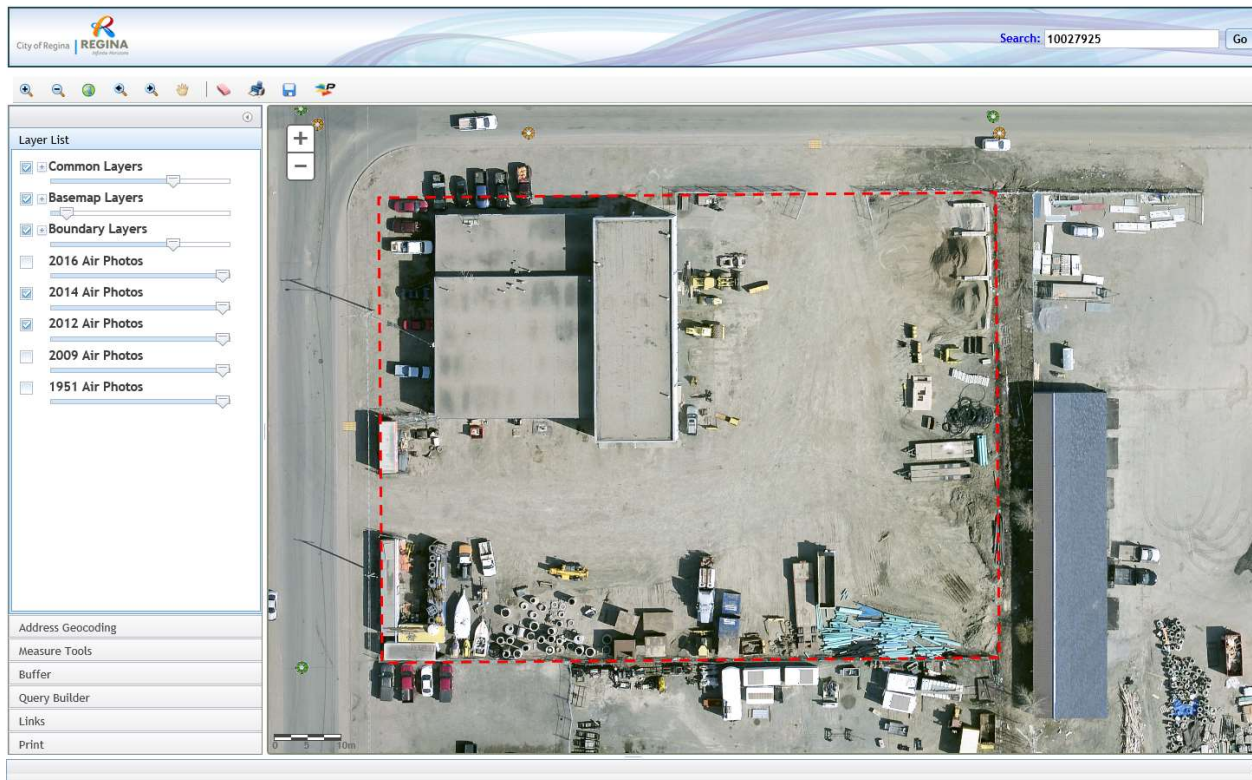 City of Regina | REGINA
Infinite Horizons
Search: 10027925 Go
Layer List
Common Layers
Basemap Layers
Boundary Layers
2016 Air Photos
2014 Air Photos
2012 Air Photos
2009 Air Photos
1951 Air Photos
Address Geocoding
Measure Tools
Buffer
Query Builder
Links
Print
+
−
0 5 10m